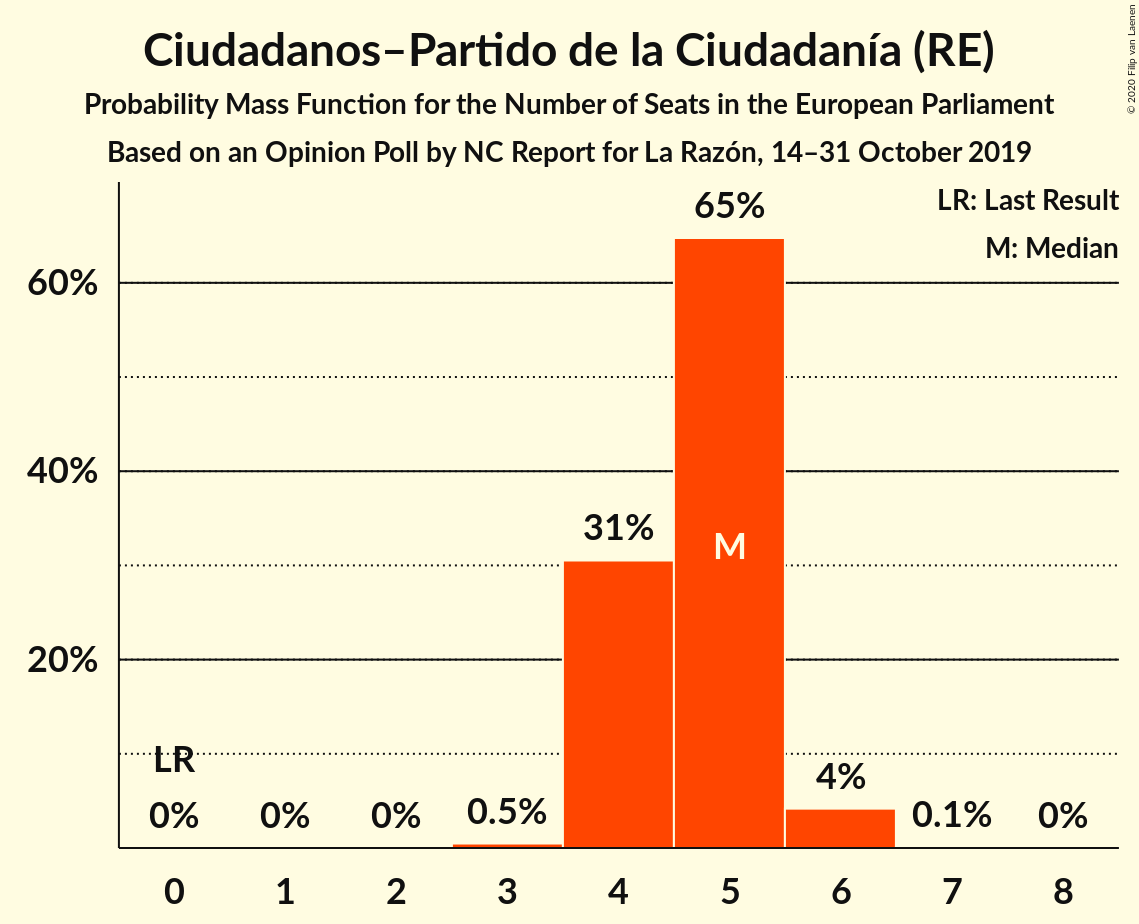 Ciudadanos–Partido de la Ciudadanía (RE)
Probability Mass Function for the Number of Seats in the European Parliament
Based on an Opinion Poll by NC Report for La Razón, 14–31 October 2019
© 2020 Filip van Laenen
LR: Last Result
M: Median
65%
60%
40%
31%
M
20%
LR
4%
0%
0%
0%
0.5%
0.1%
0%
0
1
2
3
4
5
6
7
8